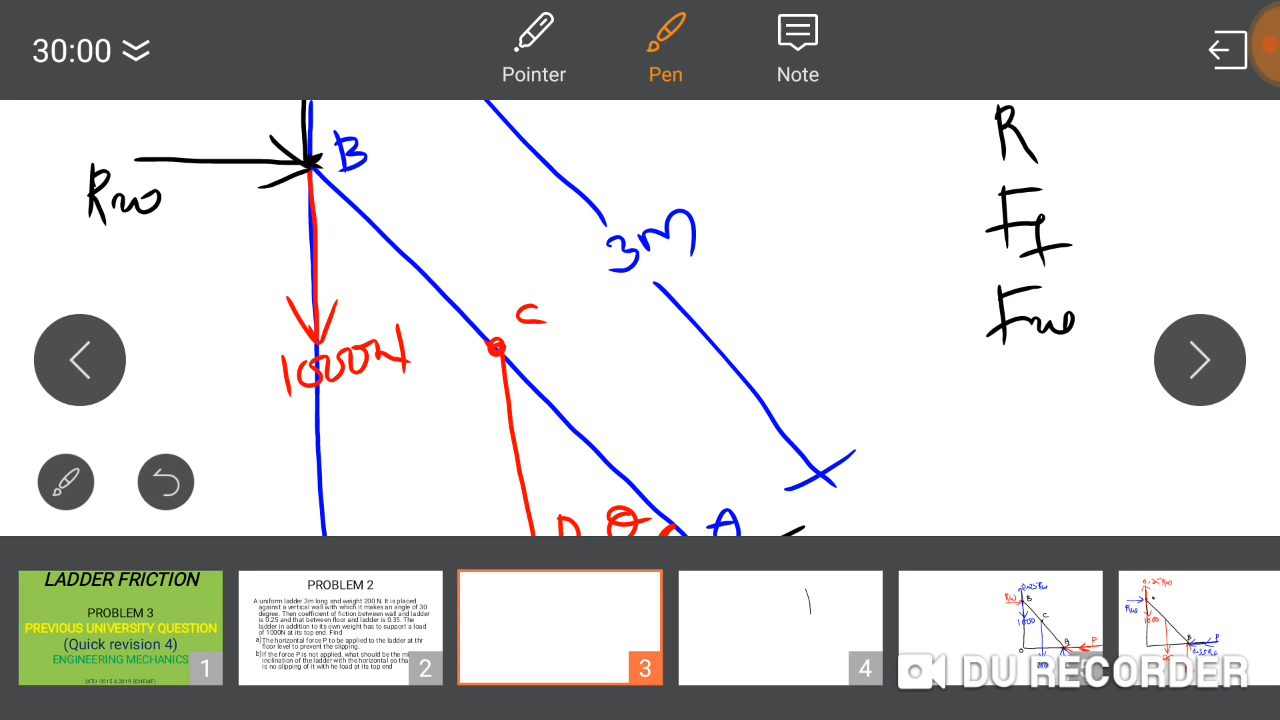 30:00
Pointer
Pen
Note
B
R
Rw
3m
Ff
Fw
C
1000N
D
θ
A
LADDER FRICTION
PROBLEM 3
PREVIOUS UNIVERSITY QUESTION
(Quick revision 4)
ENGINEERING MECHANICS
(KTU (2015 & 2019 SCHEME)
1
PROBLEM 2
A uniform ladder 3m long and weight 200 N. It is placed
against a vertical wall with which it makes an angle of 30
degree. Then coefficient of fiction between wall and ladder
is 0.25 and that between floor and ladder is 0.35. The
ladder in addition to its own weight has to support a load
of 1000N at its top end. Find
a) The horizontal force P to be applied to the ladder at thr
floor level to prevent the slipping.
b) If the force P is not applied, what should be the mi
inclination of the ladder with the horizontal so tha
is no slipping of it with he load at its top end
2
3
4
DU RECORDER